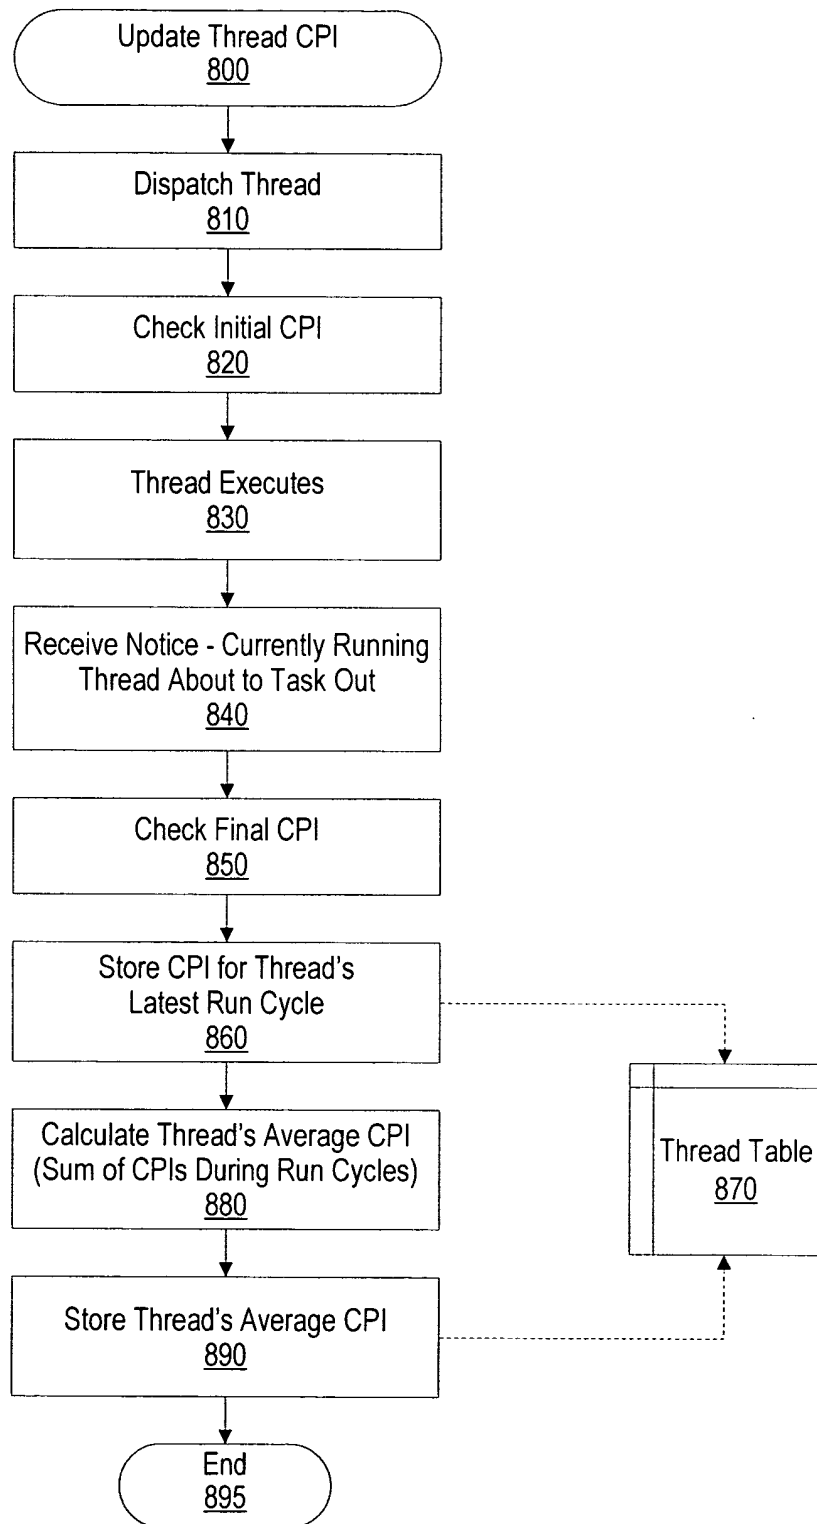 Update Thread CPI
800
Dispatch Thread
810
Check Initial CPI
820
Thread Executes
830
Receive Notice - Currently Running
Thread About to Task Out
840
Check Final CPI
850
Store CPI for Thread's
Latest Run Cycle
860
Calculate Thread's Average CPI
(Sum of CPIs During Run Cycles)
880
Thread Table
870
Store Thread's Average CPI
890
End
895